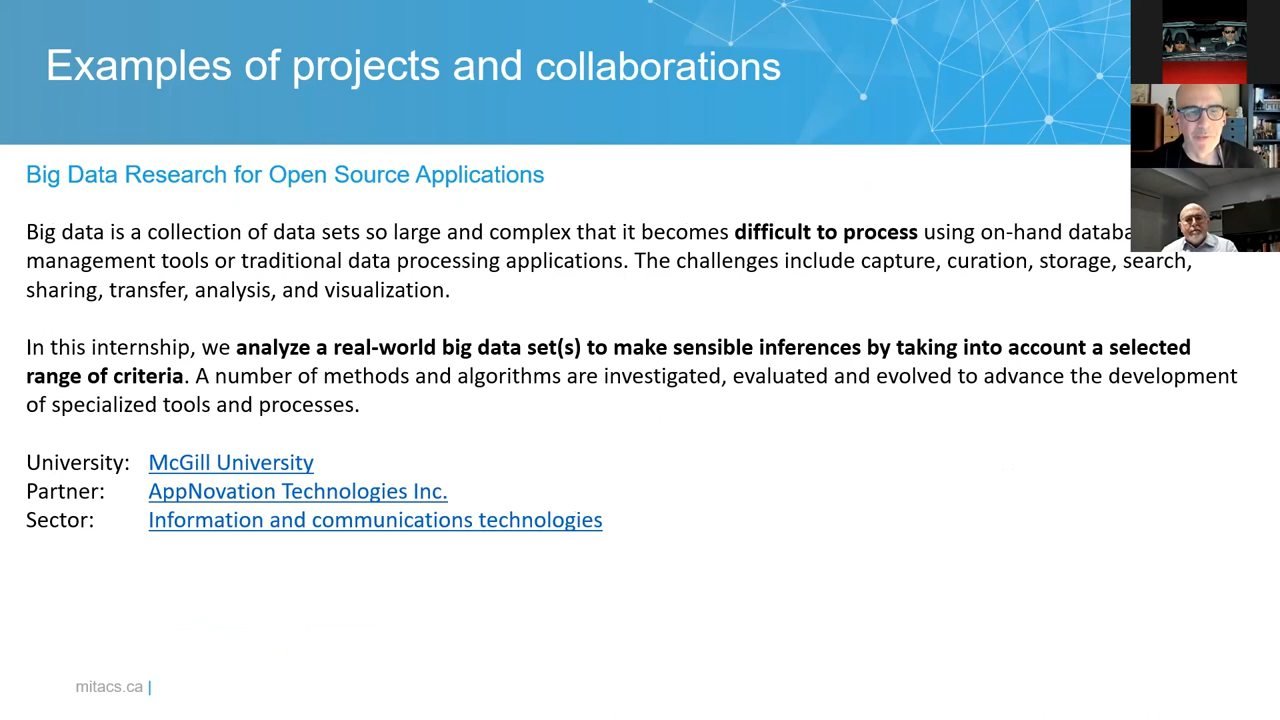 Examples of projects and collaborations
Big Data Research for Open Source Applications
Big data is a collection of data sets so large and complex that it becomes difficult to process using on-hand
management tools or traditional data processing applications. The challenges include capture, curation, storage, search,
sharing, transfer, analysis, and visualization.
In this internship, we analyze a real-world big data set(s) to make sensible inferences by taking into account a selected
range of criteria. A number of methods and algorithms are investigated, evaluated and evolved to advance the development
of specialized tools and processes.
University: McGill University
Partner: AppNovation Technologies Inc.
Sector: Information and communications technologies
mitacs.ca |